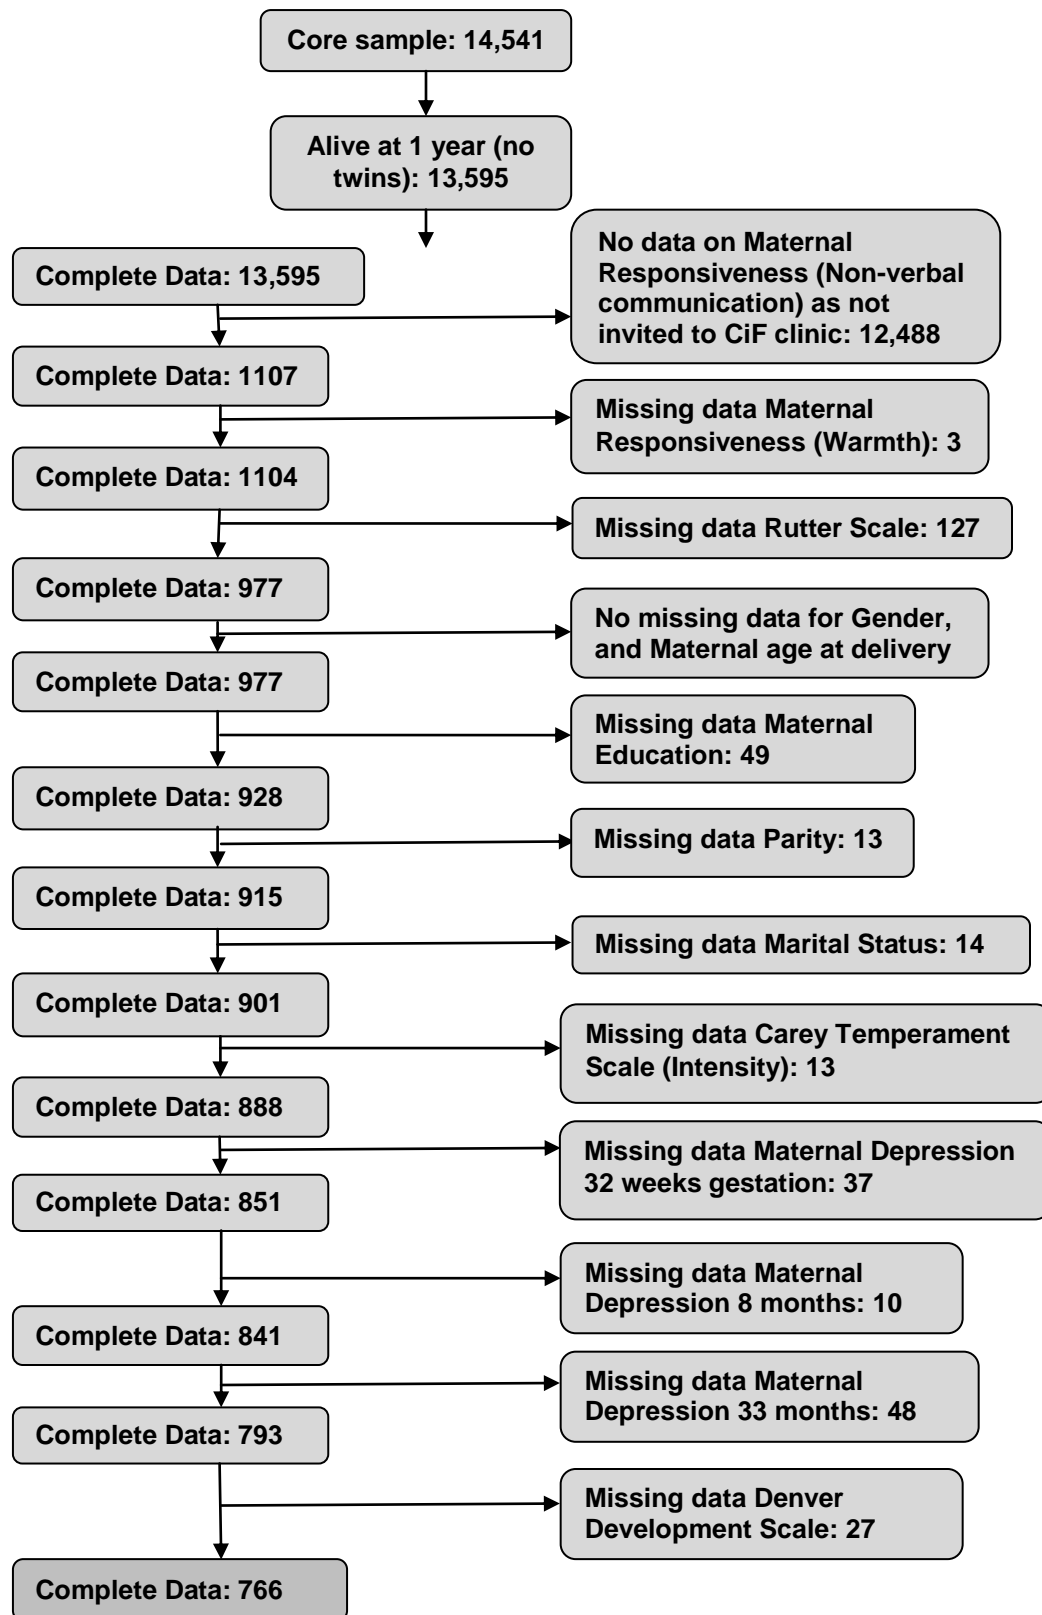 Core sample: 14,541
Alive at 1 year (no
twins): 13,595
No data on Maternal
Responsiveness (Non-verbal
communication) as not
invited to CiF clinic: 12,488
Complete Data: 13,595
Complete Data: 1107
Missing data Maternal
Responsiveness (Warmth): 3
Complete Data: 1104
Missing data Rutter Scale: 127
Complete Data: 977
No missing data for Gender,
and Maternal age at delivery
Complete Data: 977
Missing data Maternal
Education: 49
Complete Data: 928
Missing data Parity: 13
Complete Data: 915
Missing data Marital Status: 14
Complete Data: 901
Missing data Carey Temperament
Scale (Intensity): 13
Complete Data: 888
Missing data Maternal Depression
32 weeks gestation: 37
Complete Data: 851
Missing data Maternal
Depression 8 months: 10
Complete Data: 841
Missing data Maternal
Depression 33 months: 48
Complete Data: 793
Missing data Denver
Development Scale: 27
Complete Data: 766